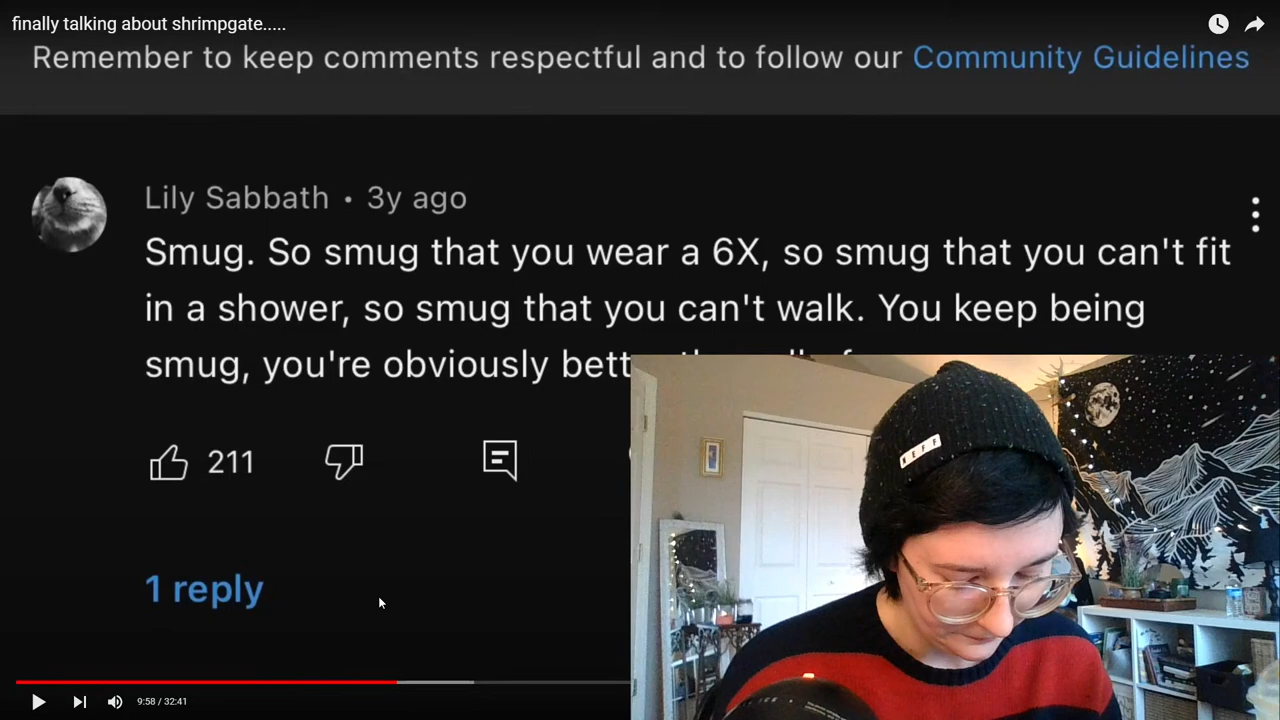 finally talking about shrimpgate.....
Remember to keep comments respectful and to follow our Community Guidelines
Lily Sabbath • 3y ago
Smug. So smug that you wear a 6X, so smug that you can't fit
in a shower, so smug that you can't walk. You keep being
smug, you're obviously
211
1 reply
NEFF
9:58 / 32:41